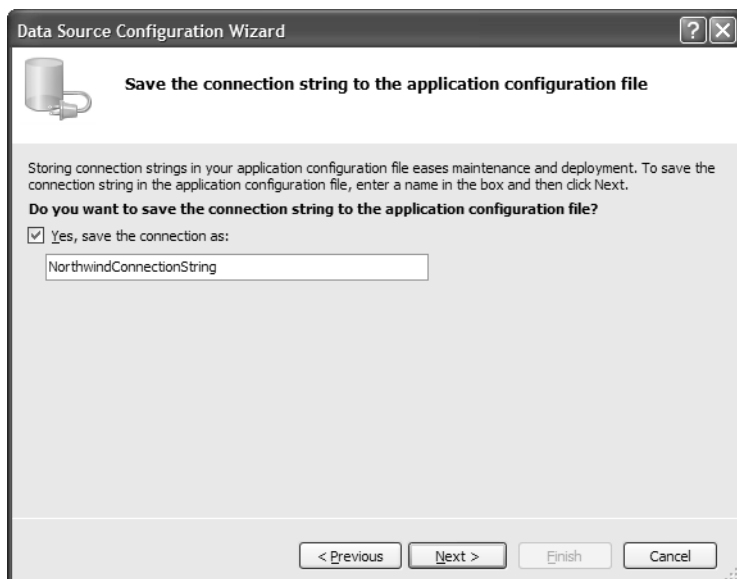 Data Source Configuration Wizard
Save the connection string to the application configuration file
Storing connection strings in your application configuration file eases maintenance and deployment. To save the
connection string in the application configuration file, enter a name in the box and then click Next.
Do you want to save the connection string to the application configuration file?
Yes, save the connection as:
NorthwindConnectionString
< Previous Next > Finish Cancel